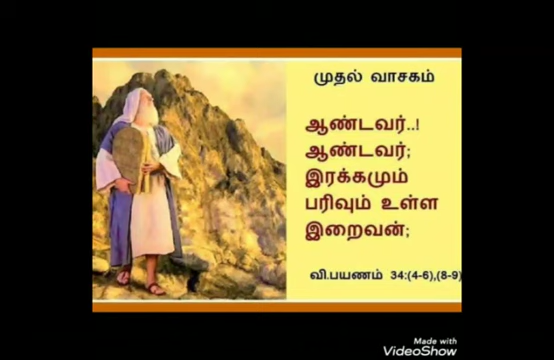 முதல் வாசகம்
ஆண்டவர்..!
ஆண்டவர்;
இரக்கமும்
பரிவும் உள்ள
இறைவன்;
வி.பயணம் 34:(4-6),(8-9)
Made with
VideoShow